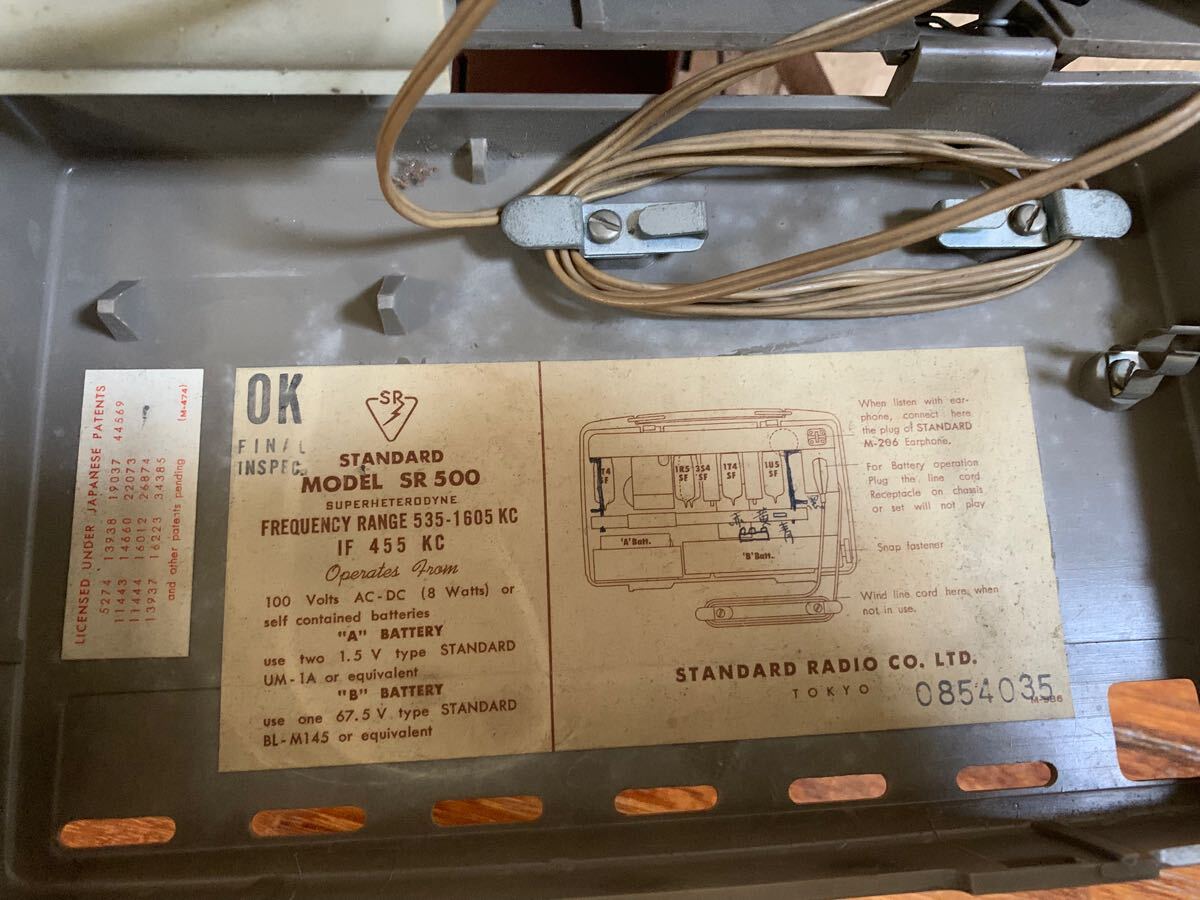 LICENSED UNDER JAPANESE PATENTS
5274 13938 19037 44569
11443 14660 22073
11444 16012 26874
13937 16223 34385
and other patents pending
(M-474)
OK
FINAL
INSPEC.
SR
STANDARD
MODEL SR 500
SUPERHETERODYNE
FREQUENCY RANGE 535-1605 KC
IF 455 KC
Operates From
100 Volts AC-DC (8 Watts) or
self contained batteries
"A" BATTERY
use two 1.5 V type STANDARD
UM-1A or equivalent
"B" BATTERY
use one 67.5 V type STANDARD
BL-M145 or equivalent
1R5 SF
3S4 SF
1T4 SF
1U5 SF
赤 黄 青
黒
'A' Batt.
'B' Batt.
When listen with ear-
phone, connect here
the plug of STANDARD
M-206 Earphone.
For Battery operation
Plug the line cord
Receptacle on chassis
or set will not play
Snap fastener
Wind line cord here when
not in use.
STANDARD RADIO CO. LTD.
TOKYO
0854035